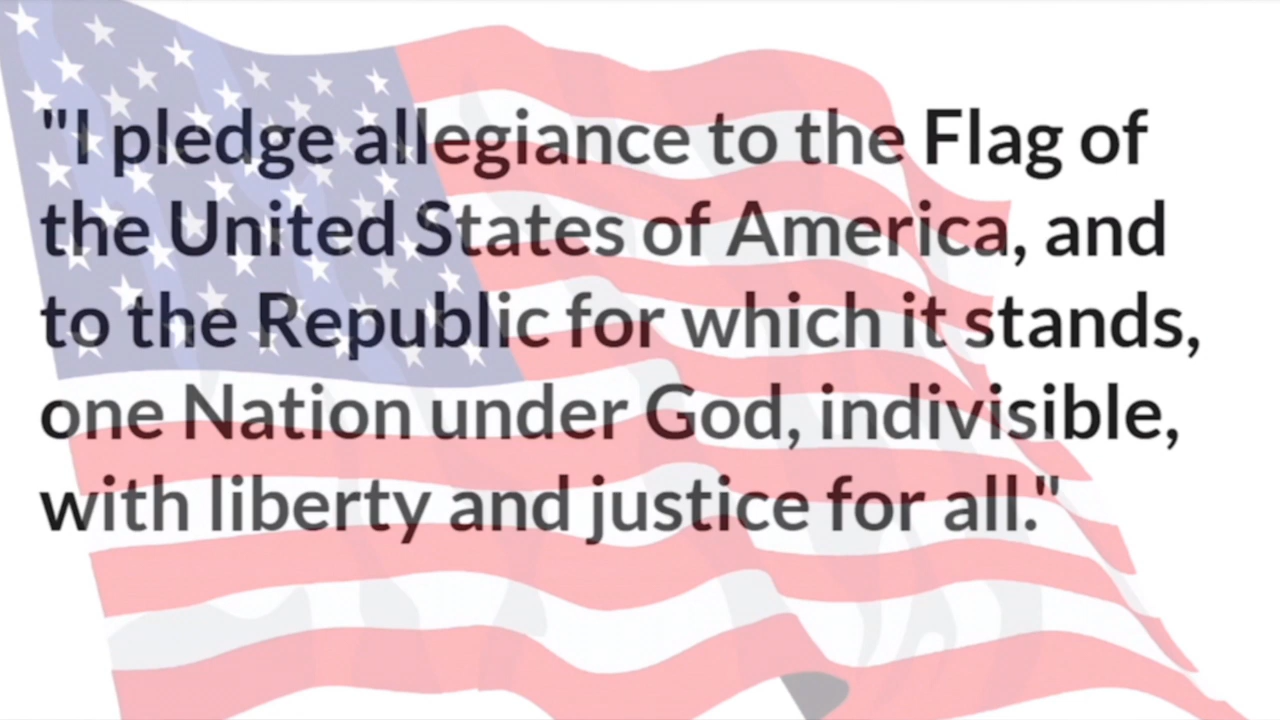 "I pledge allegiance to the Flag of
the United States of America, and
to the Republic for which it stands,
one Nation under God, indivisible,
with liberty and justice for all."